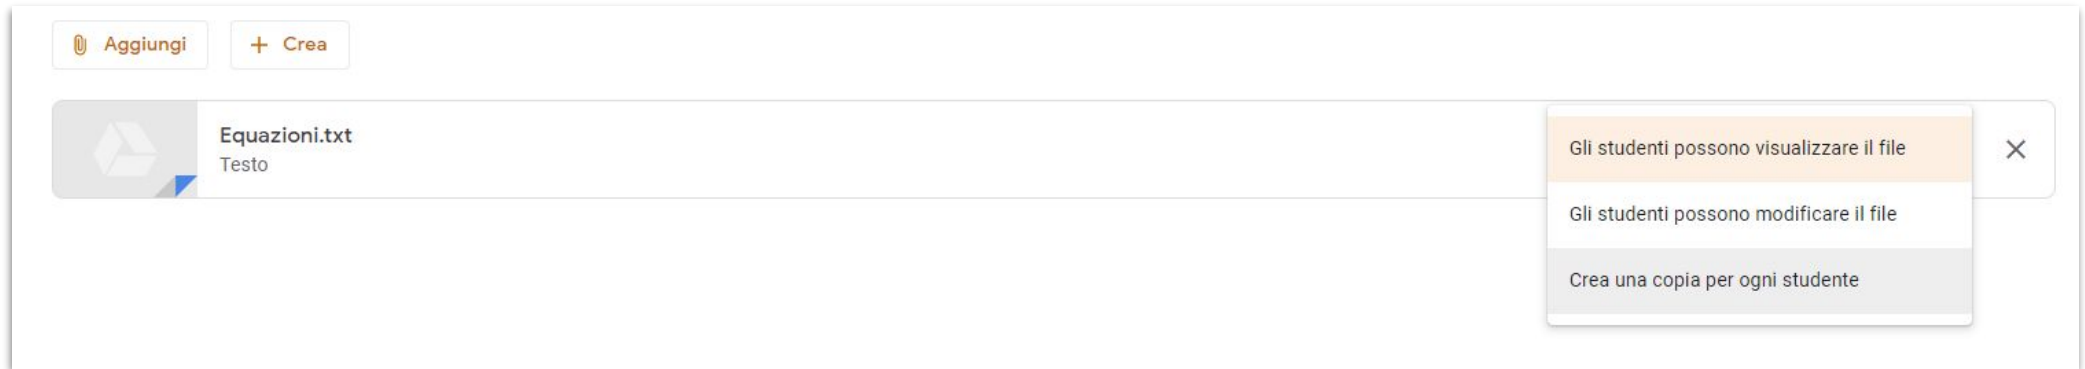 Aggiungi
+ Crea
Equazioni.txt
Testo
Gli studenti possono visualizzare il file
Gli studenti possono modificare il file
Crea una copia per ogni studente